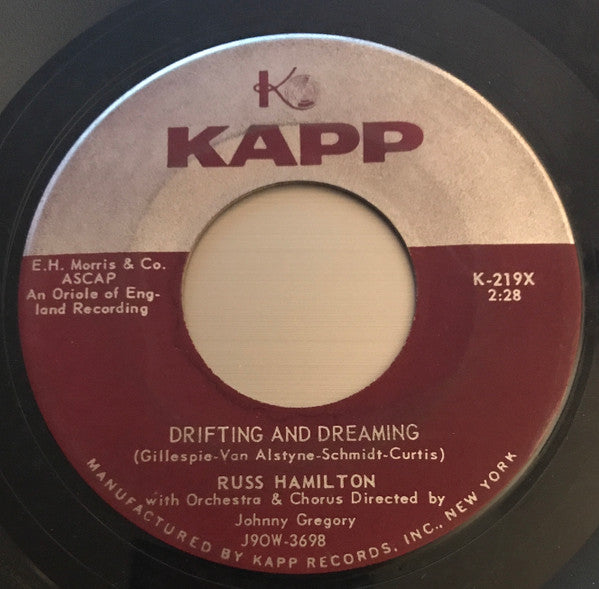 K
KAPP
E.H. Morris & Co.
ASCAP
An Oriole of Eng-
land Recording
K-219X
2:28
DRIFTING AND DREAMING
(Gillespie-Van Alstyne-Schmidt-Curtis)
RUSS HAMILTON
with Orchestra & Chorus Directed by
Johnny Gregory
J9OW-3698
MANUFACTURED BY KAPP RECORDS, INC., NEW YORK